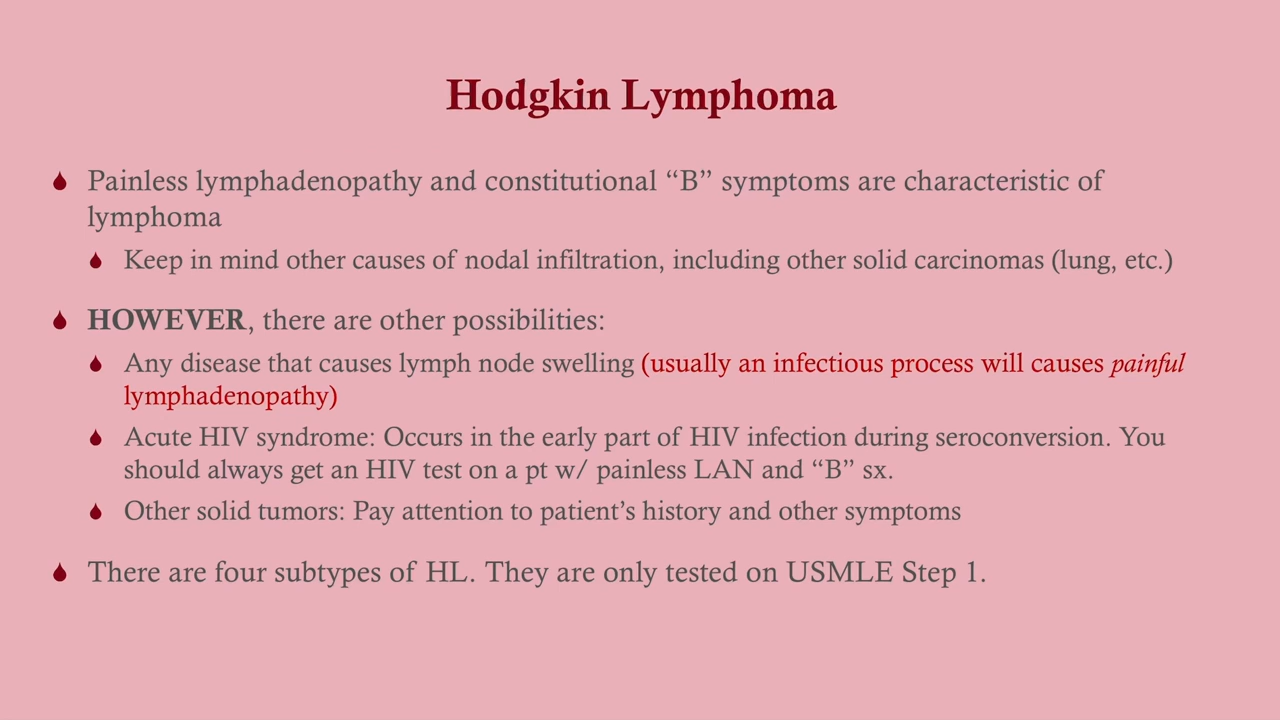 Hodgkin Lymphoma
Painless lymphadenopathy and constitutional “B” symptoms are characteristic of
lymphoma
Keep in mind other causes of nodal infiltration, including other solid carcinomas (lung, etc.)
HOWEVER, there are other possibilities:
Any disease that causes lymph node swelling (usually an infectious process will causes painful
lymphadenopathy)
Acute HIV syndrome: Occurs in the early part of HIV infection during seroconversion. You
should always get an HIV test on a pt w/ painless LAN and “B” sx.
Other solid tumors: Pay attention to patient’s history and other symptoms
There are four subtypes of HL. They are only tested on USMLE Step 1.